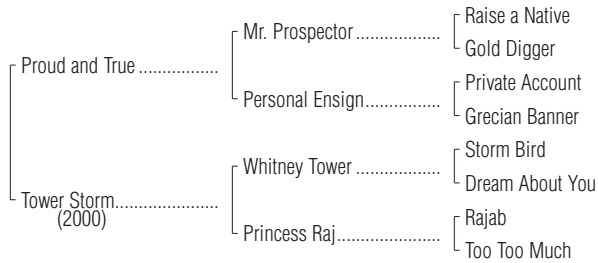 Raise a Native
Mr. Prospector ..................
Gold Digger
Proud and True .................
Private Account
Personal Ensign................
Grecian Banner
Storm Bird
Whitney Tower ..................
Dream About You
Tower Storm......................
(2000)
Rajab
Princess Raj......................
Too Too Much